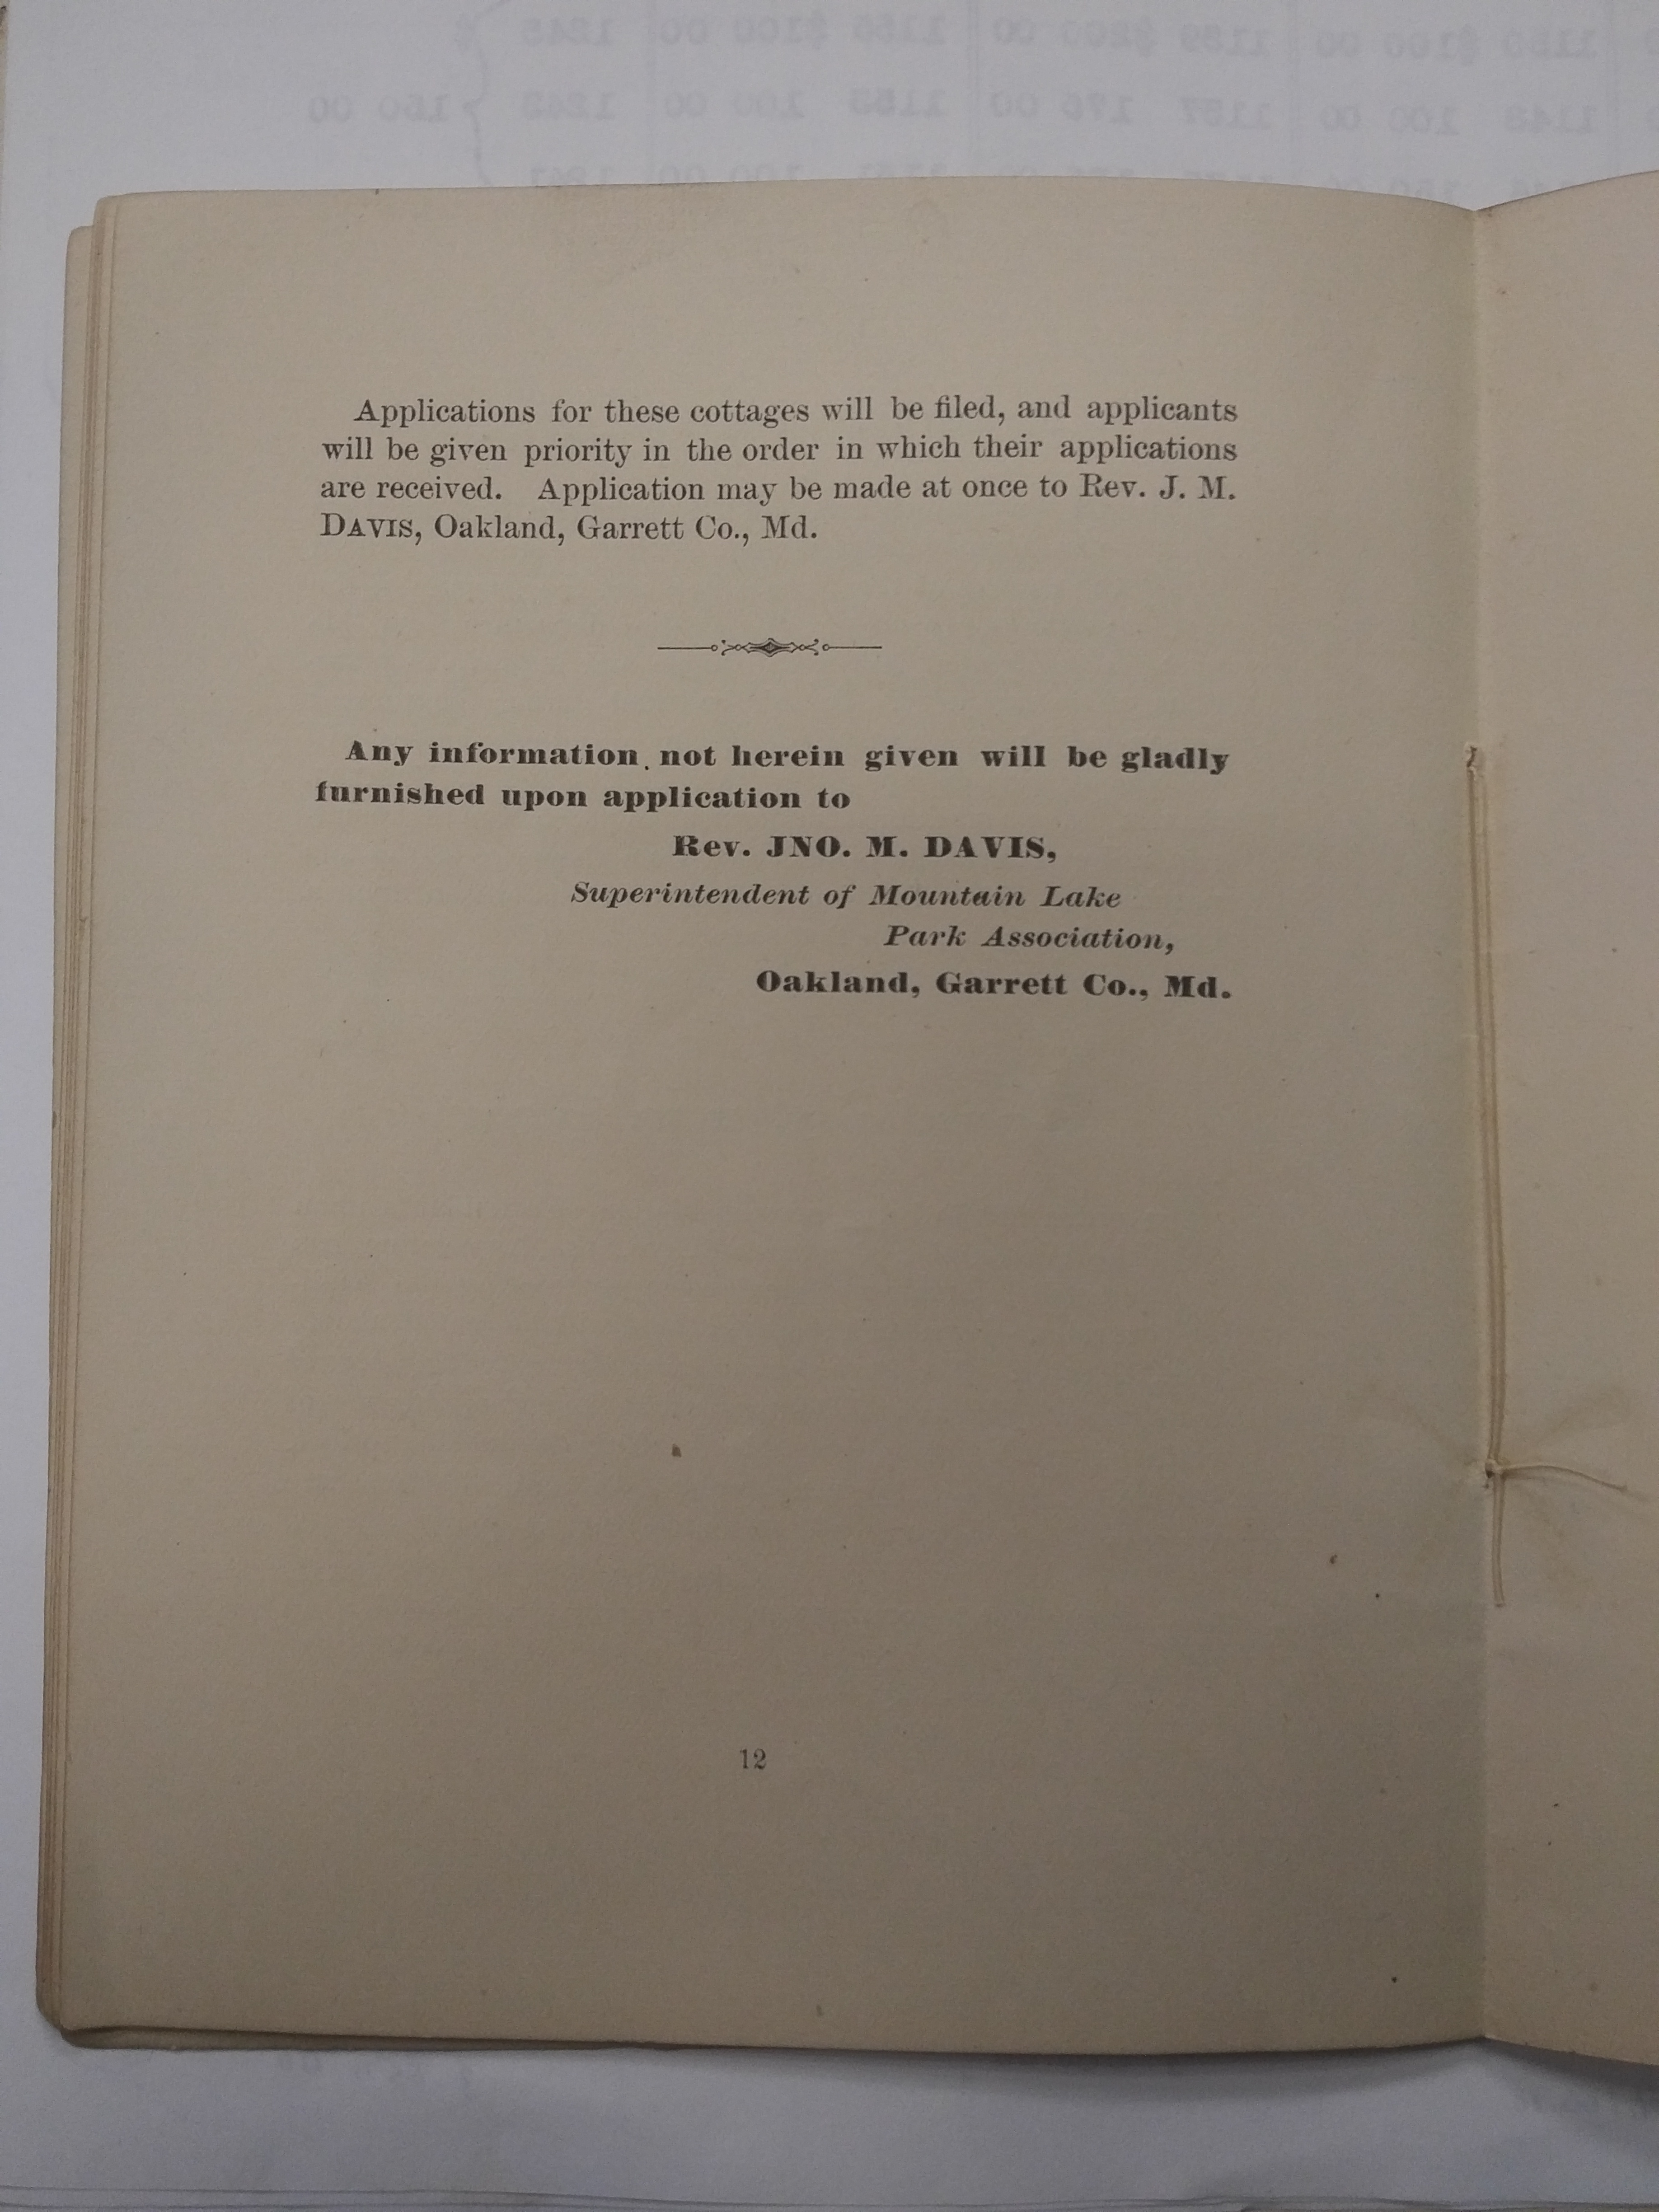 Applications for these cottages will be filed, and applicants
will be given priority in the order in which their applications
are received. Application may be made at once to Rev. J. M.
DAVIS, Oakland, Garrett Co., Md.
Any information. not herein given will be gladly
furnished upon application to
Rev. JNO. M. DAVIS,
Superintendent of Mountain Lake
Park Association,
Oakland, Garrett Co., Md.
12